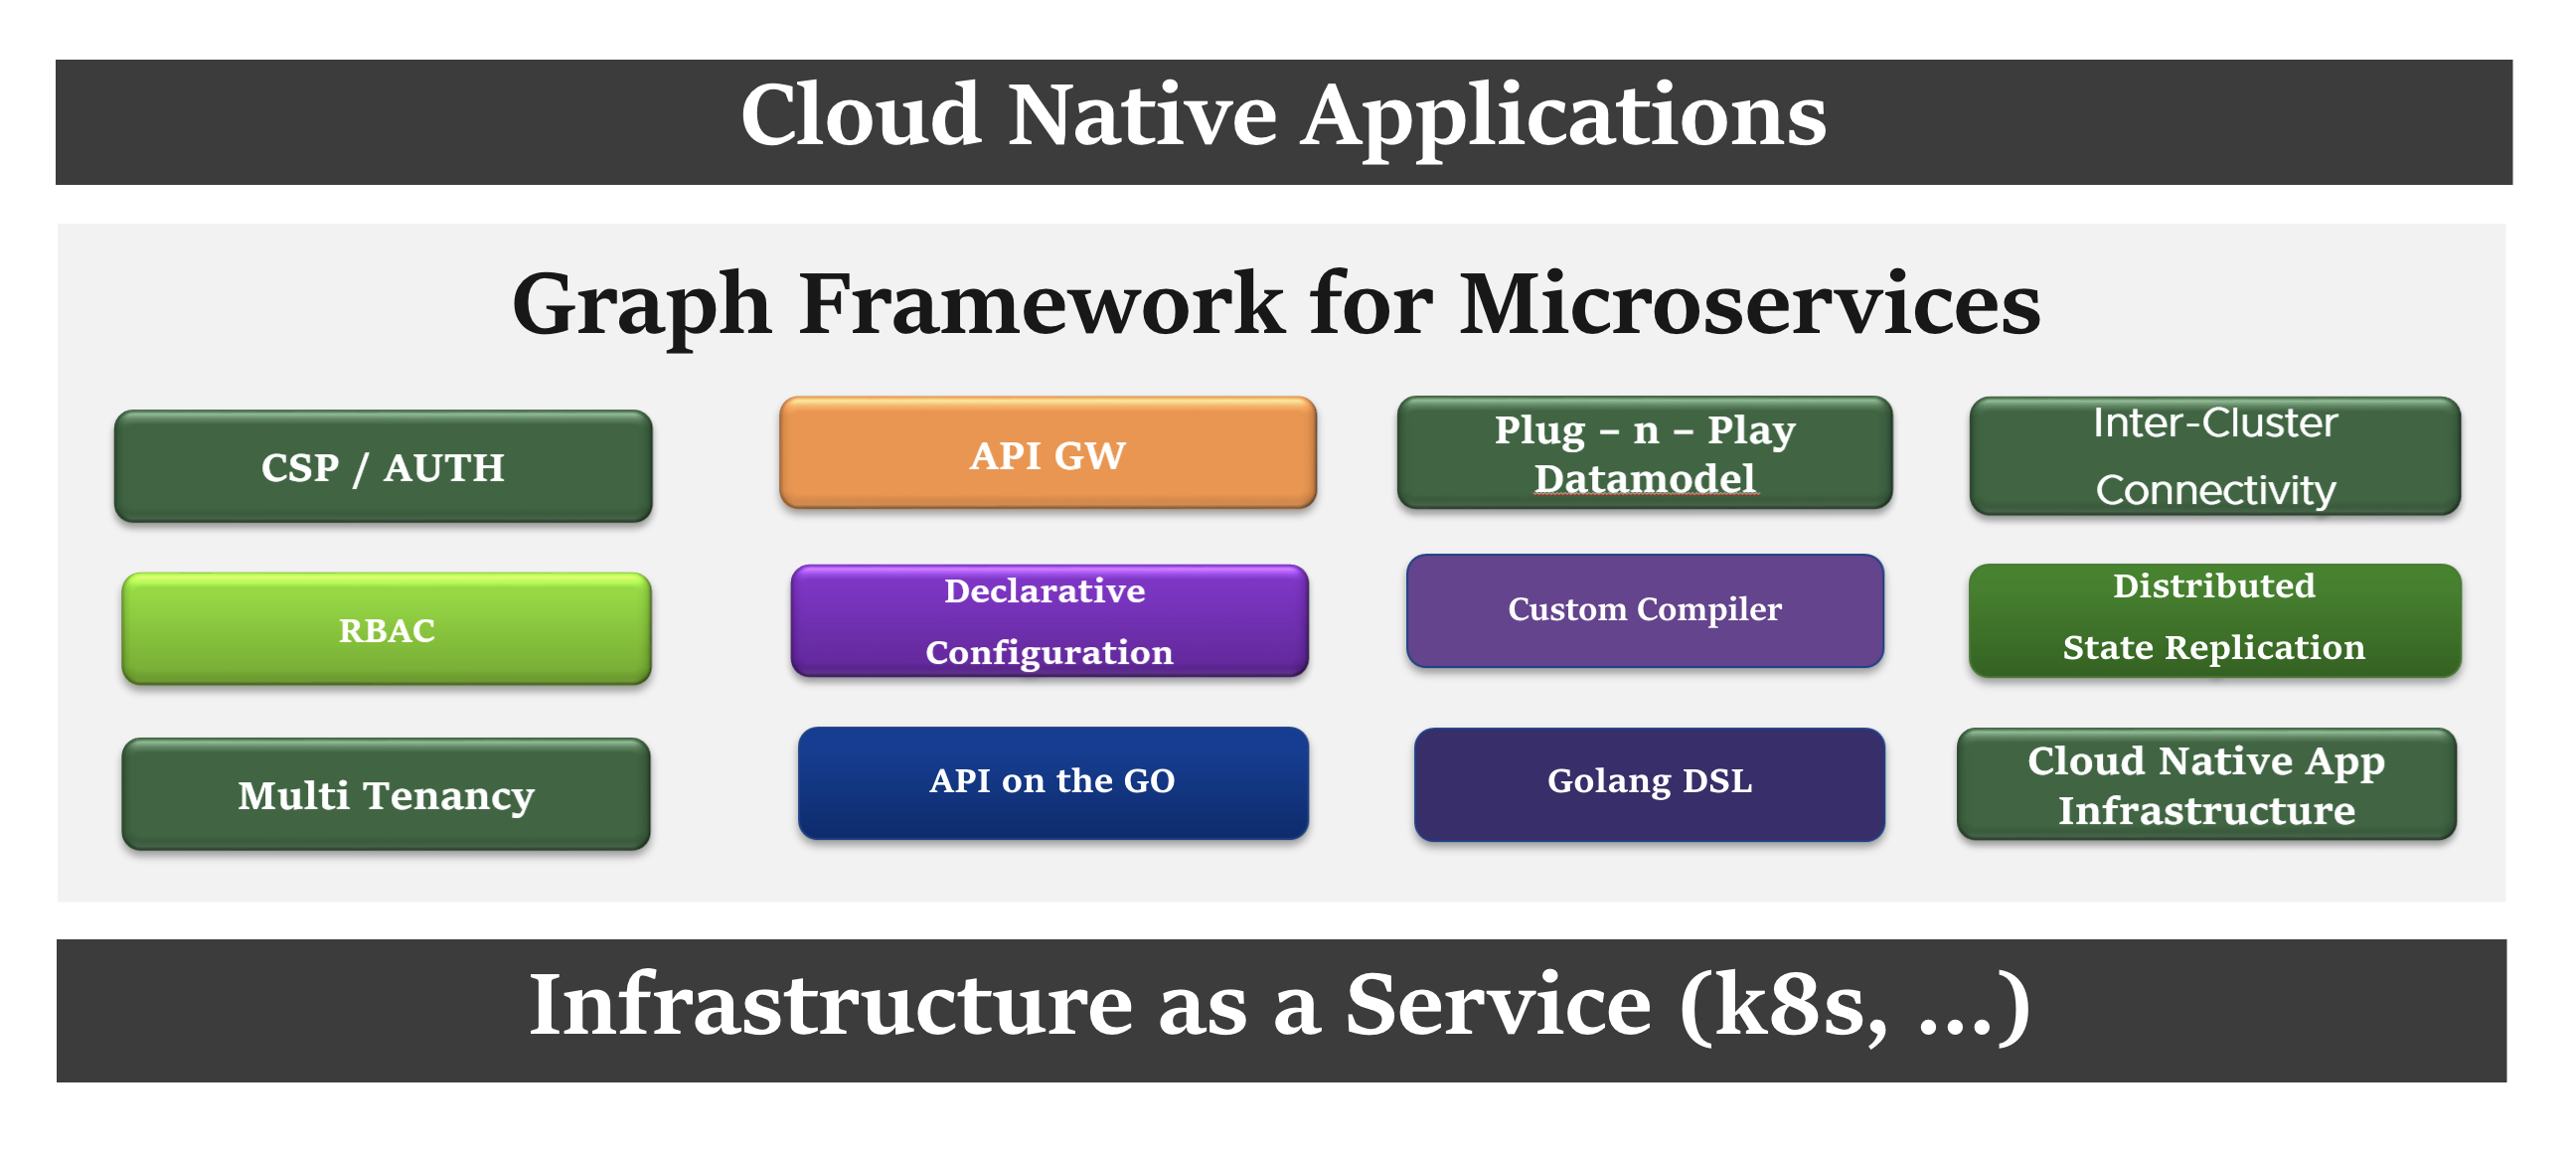 Cloud Native Applications
Graph Framework for Microservices
CSP / AUTH
API GW
Plug – n – Play
Datamodel
Inter-Cluster
Connectivity
RBAC
Declarative
Configuration
Custom Compiler
Distributed
State Replication
Multi Tenancy
API on the GO
Golang DSL
Cloud Native App
Infrastructure
Infrastructure as a Service (k8s, ...)